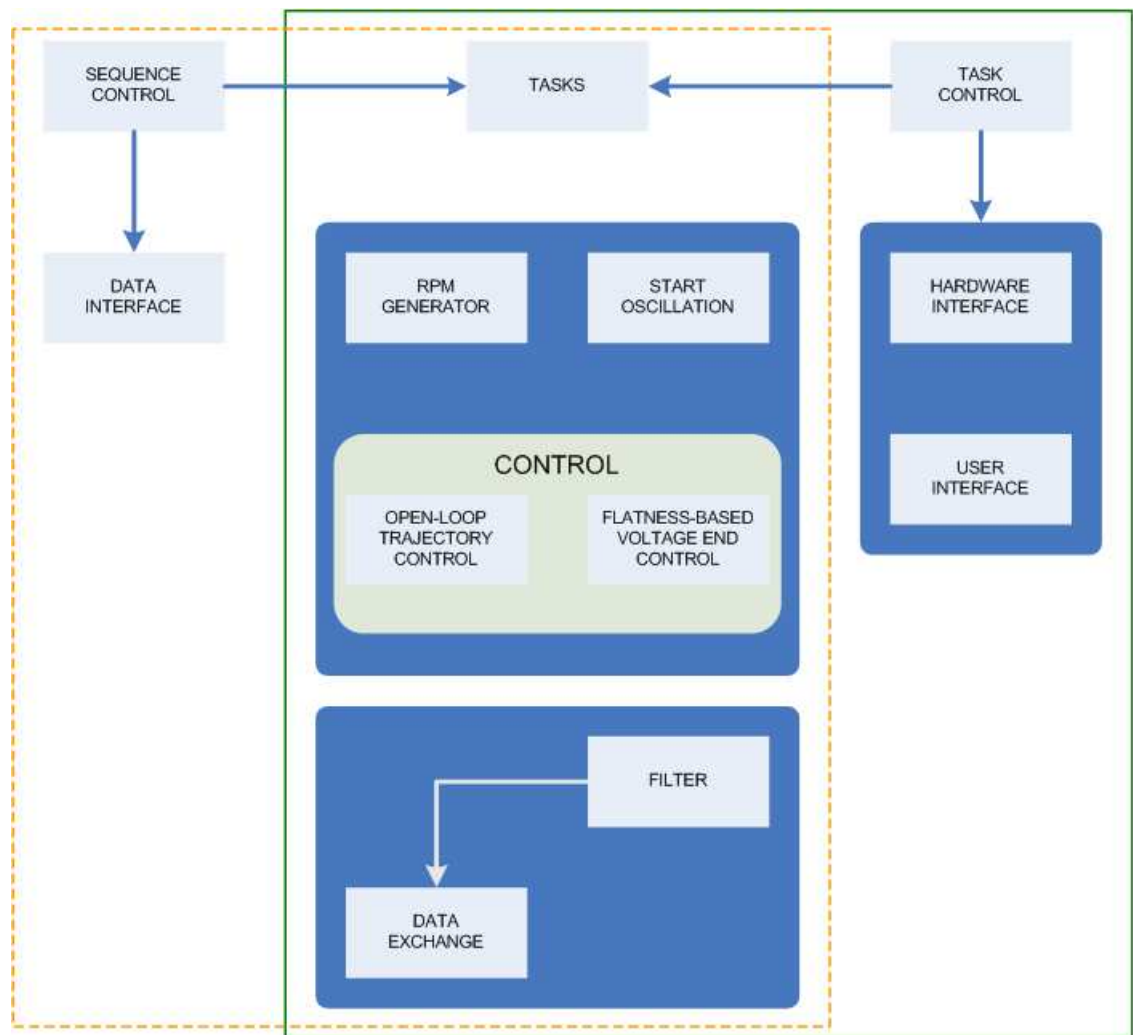 SEQUENCE
CONTROL
TASKS
TASK
CONTROL
DATA
INTERFACE
RPM
GENERATOR
START
OSCILLATION
HARDWARE
INTERFACE
CONTROL
OPEN-LOOP
TRAJECTORY
CONTROL
FLATNESS-BASED
VOLTAGE END
CONTROL
USER
INTERFACE
FILTER
DATA
EXCHANGE